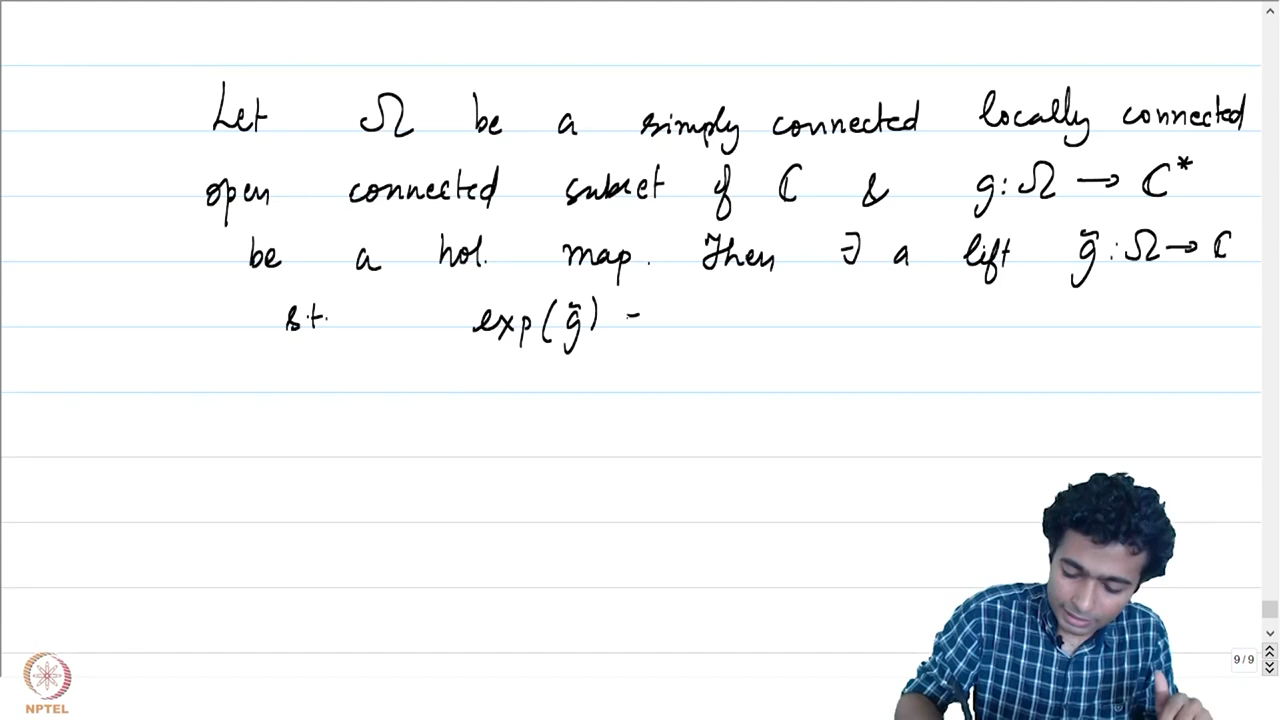 Let Ω be a simply connected locally connected
open connected subset of ℂ & g: Ω → ℂ*
be a hol. map. Then ∃ a lift g̃: Ω → ℂ
s.t. exp(g̃) =
9/9
NPTEL